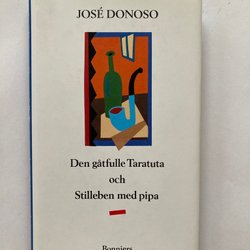 JOSÉ DONOSO
Den gåtfulle Taratuta
och
Stilleben med pipa
Bonniers